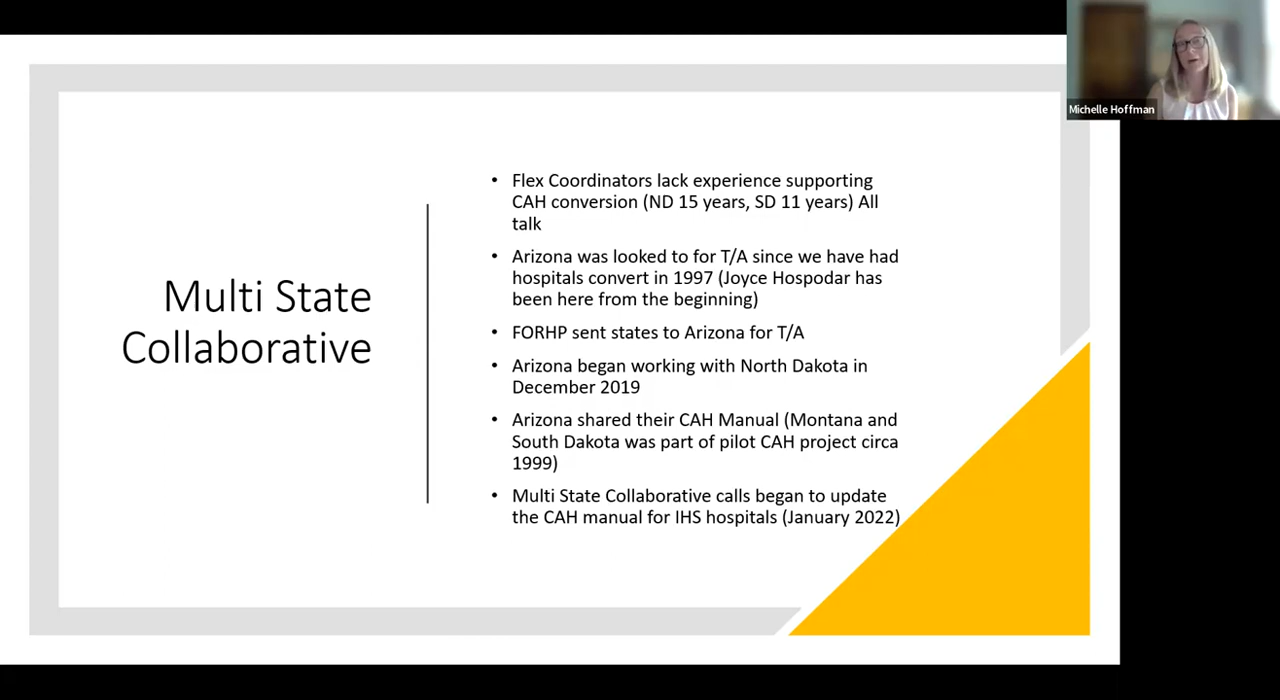 Michelle Hoffman
Multi State
Collaborative
• Flex Coordinators lack experience supporting
CAH conversion (ND 15 years, SD 11 years) All
talk
• Arizona was looked to for T/A since we have had
hospitals convert in 1997 (Joyce Hospodar has
been here from the beginning)
• FORHP sent states to Arizona for T/A
• Arizona began working with North Dakota in
December 2019
• Arizona shared their CAH Manual (Montana and
South Dakota was part of pilot CAH project circa
1999)
• Multi State Collaborative calls began to update
the CAH manual for IHS hospitals (January 2022)